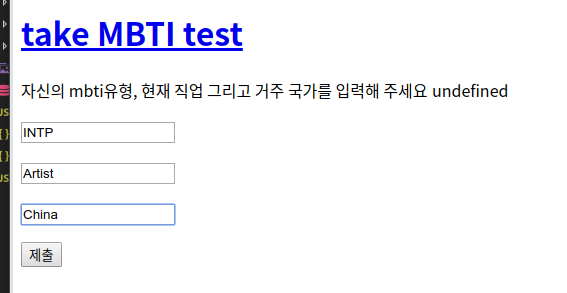 take MBTI test
자신의 mbti유형, 현재 직업 그리고 거주 국가를 입력해 주세요 undefined
INTP
Artist
China
제출